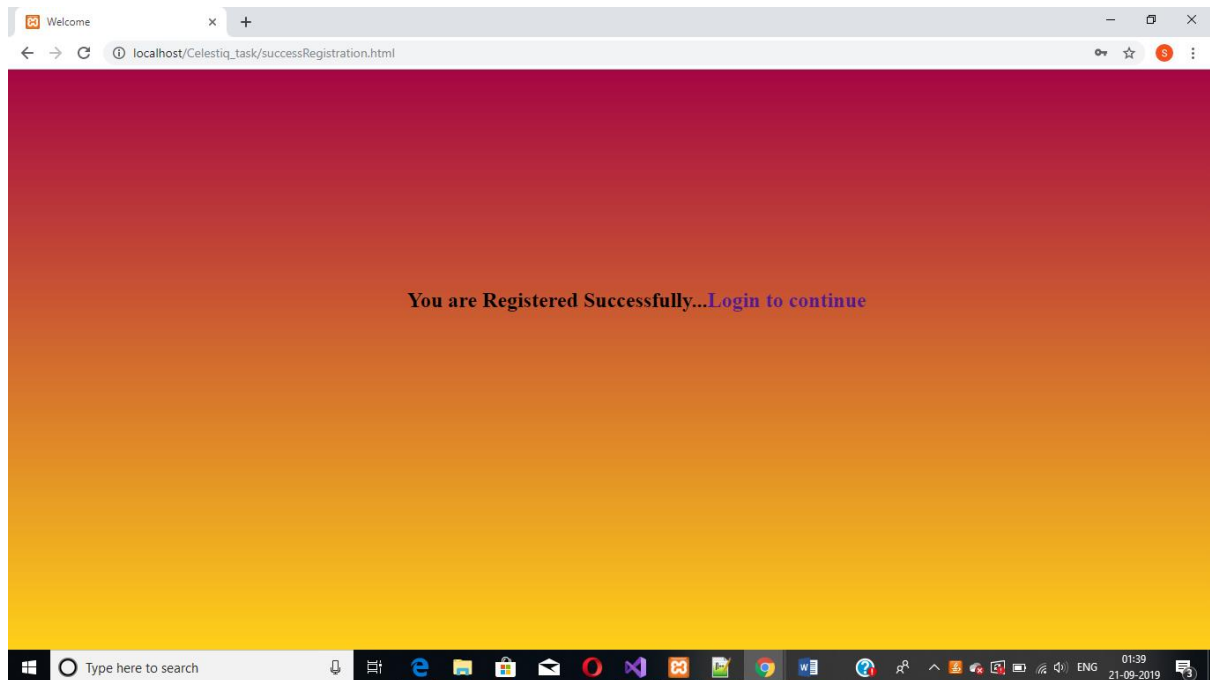 Welcome
localhost/Celestiq_task/successRegistration.html
S
You are Registered Successfully...Login to continue
Type here to search
ENG
01:39
21-09-2019
3